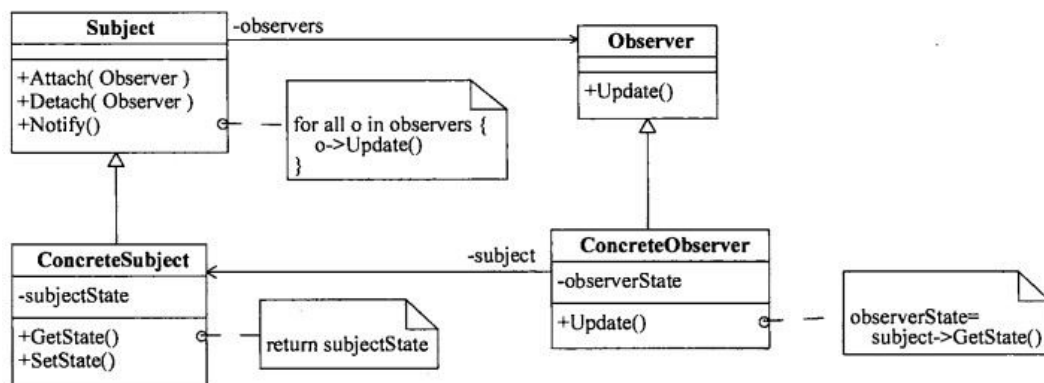 Subject
-observers
Observer
+Attach( Observer )
+Detach( Observer )
+Notify()
+Update()
for all o in observers {
o->Update()
}
ConcreteSubject
-subject
ConcreteObserver
-subjectState
-observerState
+GetState()
+SetState()
return subjectState
+Update()
observerState=
subject->GetState()